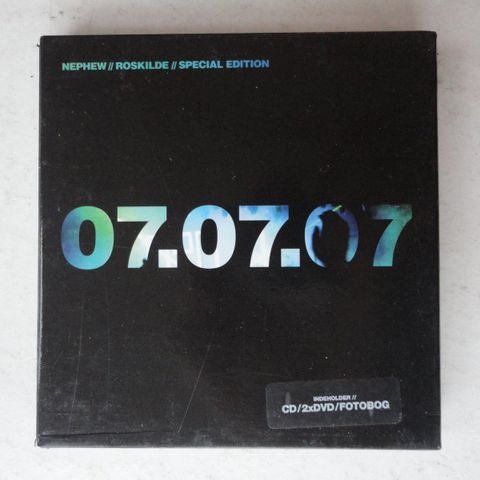 NEPHEW // ROSKILDE // SPECIAL EDITION
07.07.07
INDEHOLDER //
CD / 2xDVD / FOTOBOG